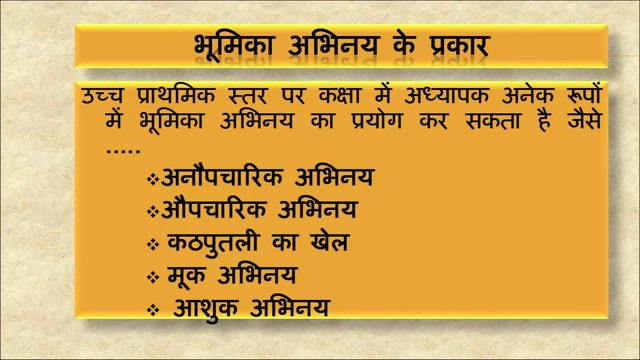 भूमिका अभिनय के प्रकार
उच्च प्राथमिक स्तर पर कक्षा में अध्यापक अनेक रूपों
में भूमिका अभिनय का प्रयोग कर सकता है जैसे
.....
❖अनौपचारिक अभिनय
❖औपचारिक अभिनय
❖ कठपुतली का खेल
❖ मूक अभिनय
❖ आशुक अभिनय